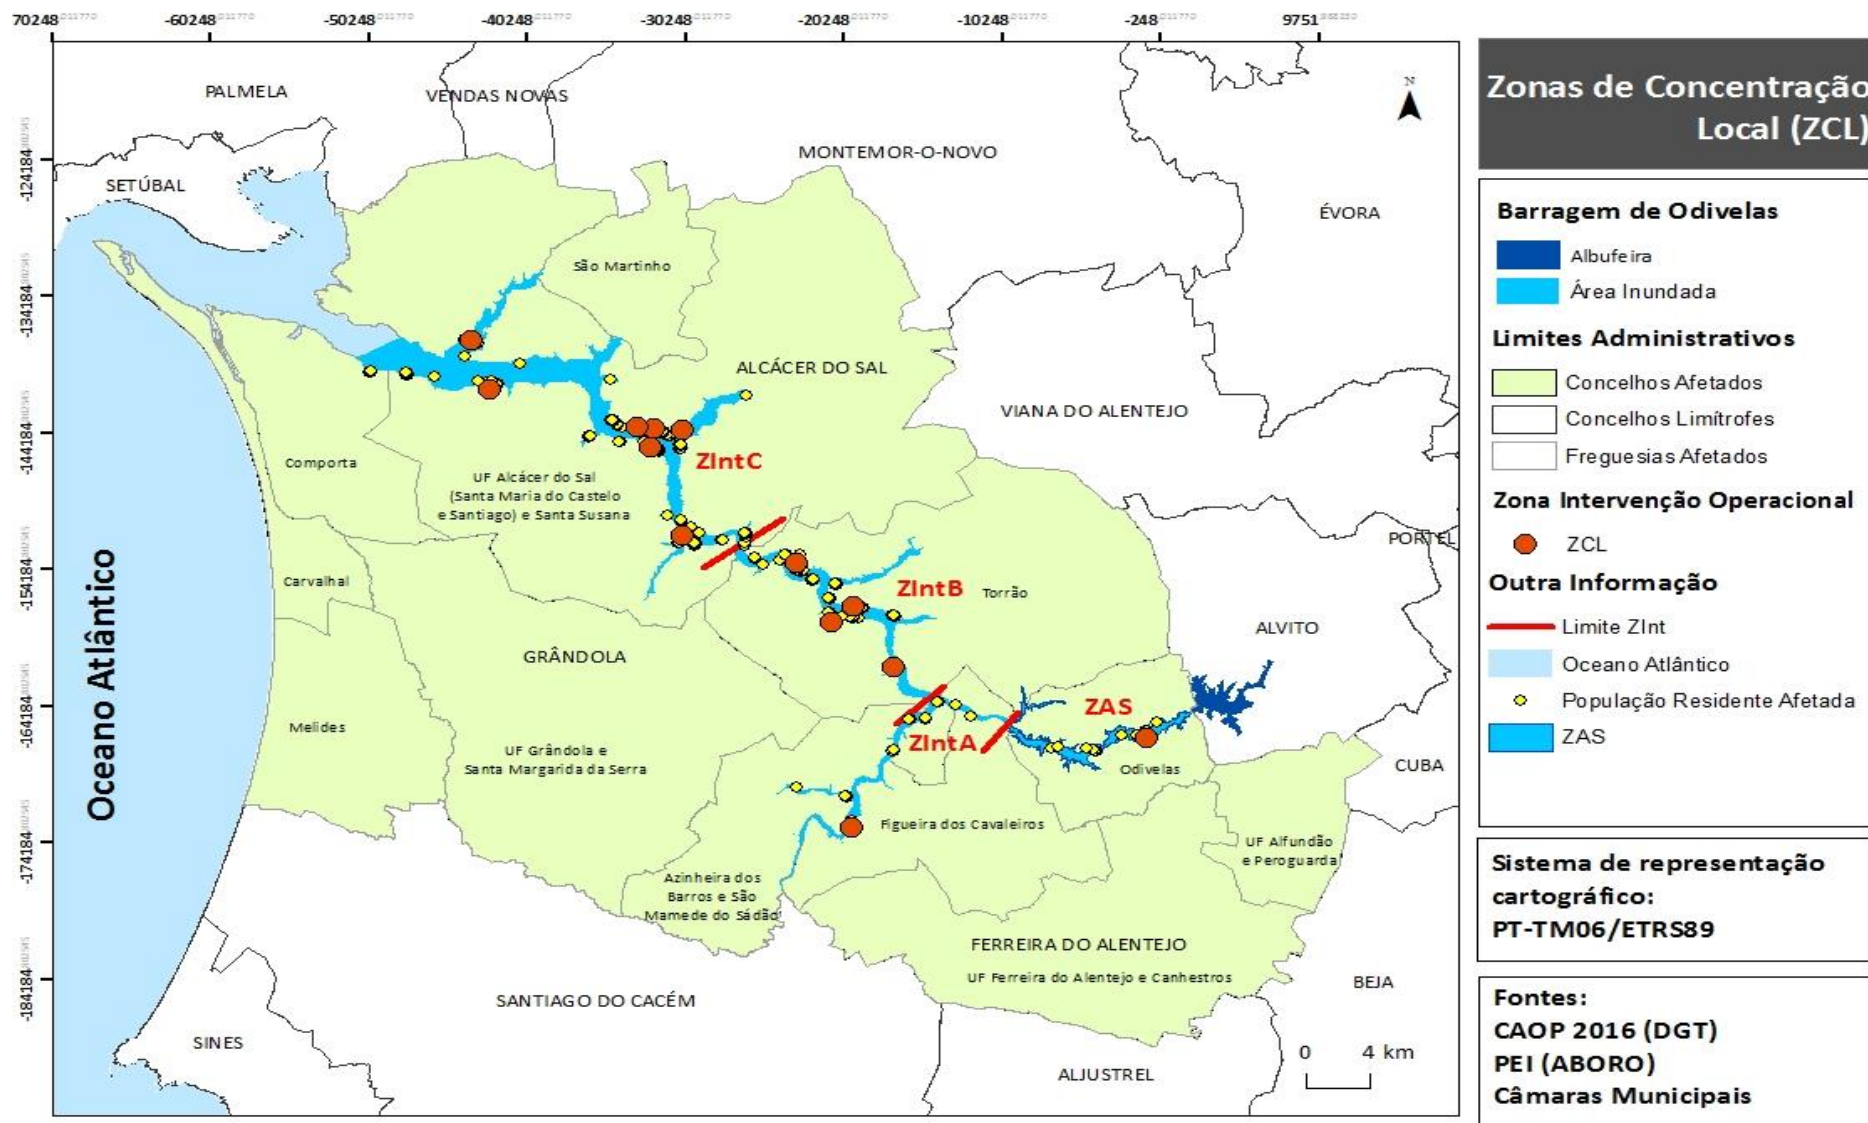 70248 -60248 -50248 -40248 -30248 -20248 -10248 -248 9751
-124184
-134184
-144184
-154184
-164184
-174184
-184184
PALMELA
VENDAS NOVAS
MONTEMOR-O-NOVO
N
SETÚBAL
ÉVORA
São Martinho
ALCÁCER DO SAL
VIANA DO ALENTEJO
Comporta
ZIntC
UF Alcácer do Sal
(Santa Maria do Castelo
e Santiago) e Santa Susana
PORTEL
Carvalhal
ZIntB
Torrão
Oceano Atlântico
GRÂNDOLA
ALVITO
Melides
ZAS
ZIntA
UF Grândola e
Santa Margarida da Serra
Odivelas
CUBA
Figueira dos Cavaleiros
UF Alfundão
e Peroguarda
Azinheira dos
Barros e São
Mamede do Sádão
FERREIRA DO ALENTEJO
UF Ferreira do Alentejo e Canhestros
BEJA
SANTIAGO DO CACÉM
SINES
ALJUSTREL
0 4 km
Zonas de Concentração
Local (ZCL)
Barragem de Odivelas
Albufeira
Área Inundada
Limites Administrativos
Concelhos Afetados
Concelhos Limítrofes
Freguesias Afetados
Zona Intervenção Operacional
ZCL
Outra Informação
Limite ZInt
Oceano Atlântico
População Residente Afetada
ZAS
Sistema de representação
cartográfico:
PT-TM06/ETRS89
Fontes:
CAOP 2016 (DGT)
PEI (ABORO)
Câmaras Municipais